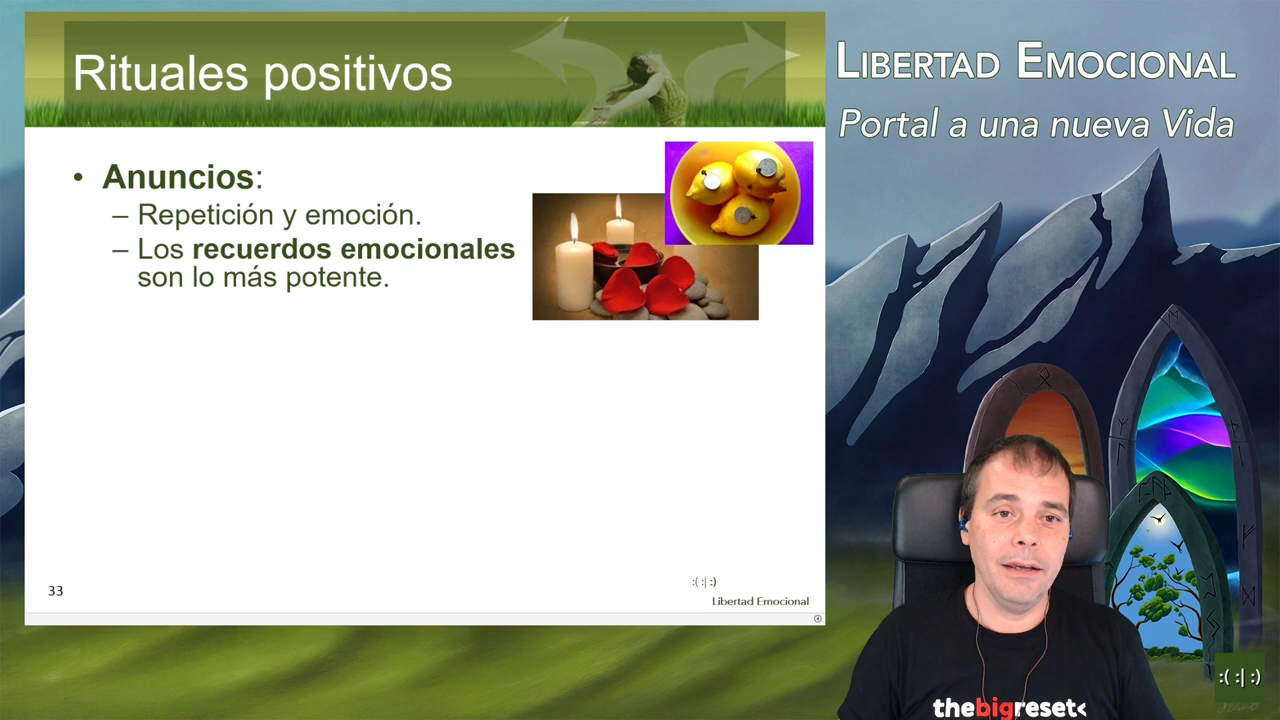 Rituales positivos
• Anuncios:
– Repetición y emoción.
– Los recuerdos emocionales
son lo más potente.
33
:( :| :)
Libertad Emocional
LIBERTAD EMOCIONAL
Portal a una nueva Vida
thebigreset<
:( :| :)